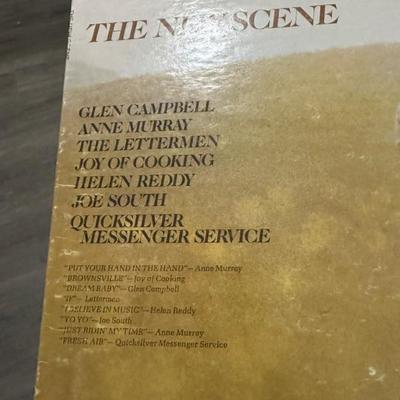 THE NEW SCENE
GLEN CAMPBELL
ANNE MURRAY
THE LETTERMEN
JOY OF COOKING
HELEN REDDY
JOE SOUTH
QUICKSILVER
MESSENGER SERVICE
"PUT YOUR HAND IN THE HAND"—Anne Murray
"BROWNSVILLE"—Joy of Cooking
"DREAM BABY"—Glen Campbell
"IF"—Lettermen
"I BELIEVE IN MUSIC"—Helen Reddy
"YO YO"—Joe South
"JUST BIDIN' MY TIME"—Anne Murray
"FRESH AIR"—Quicksilver Messenger Service